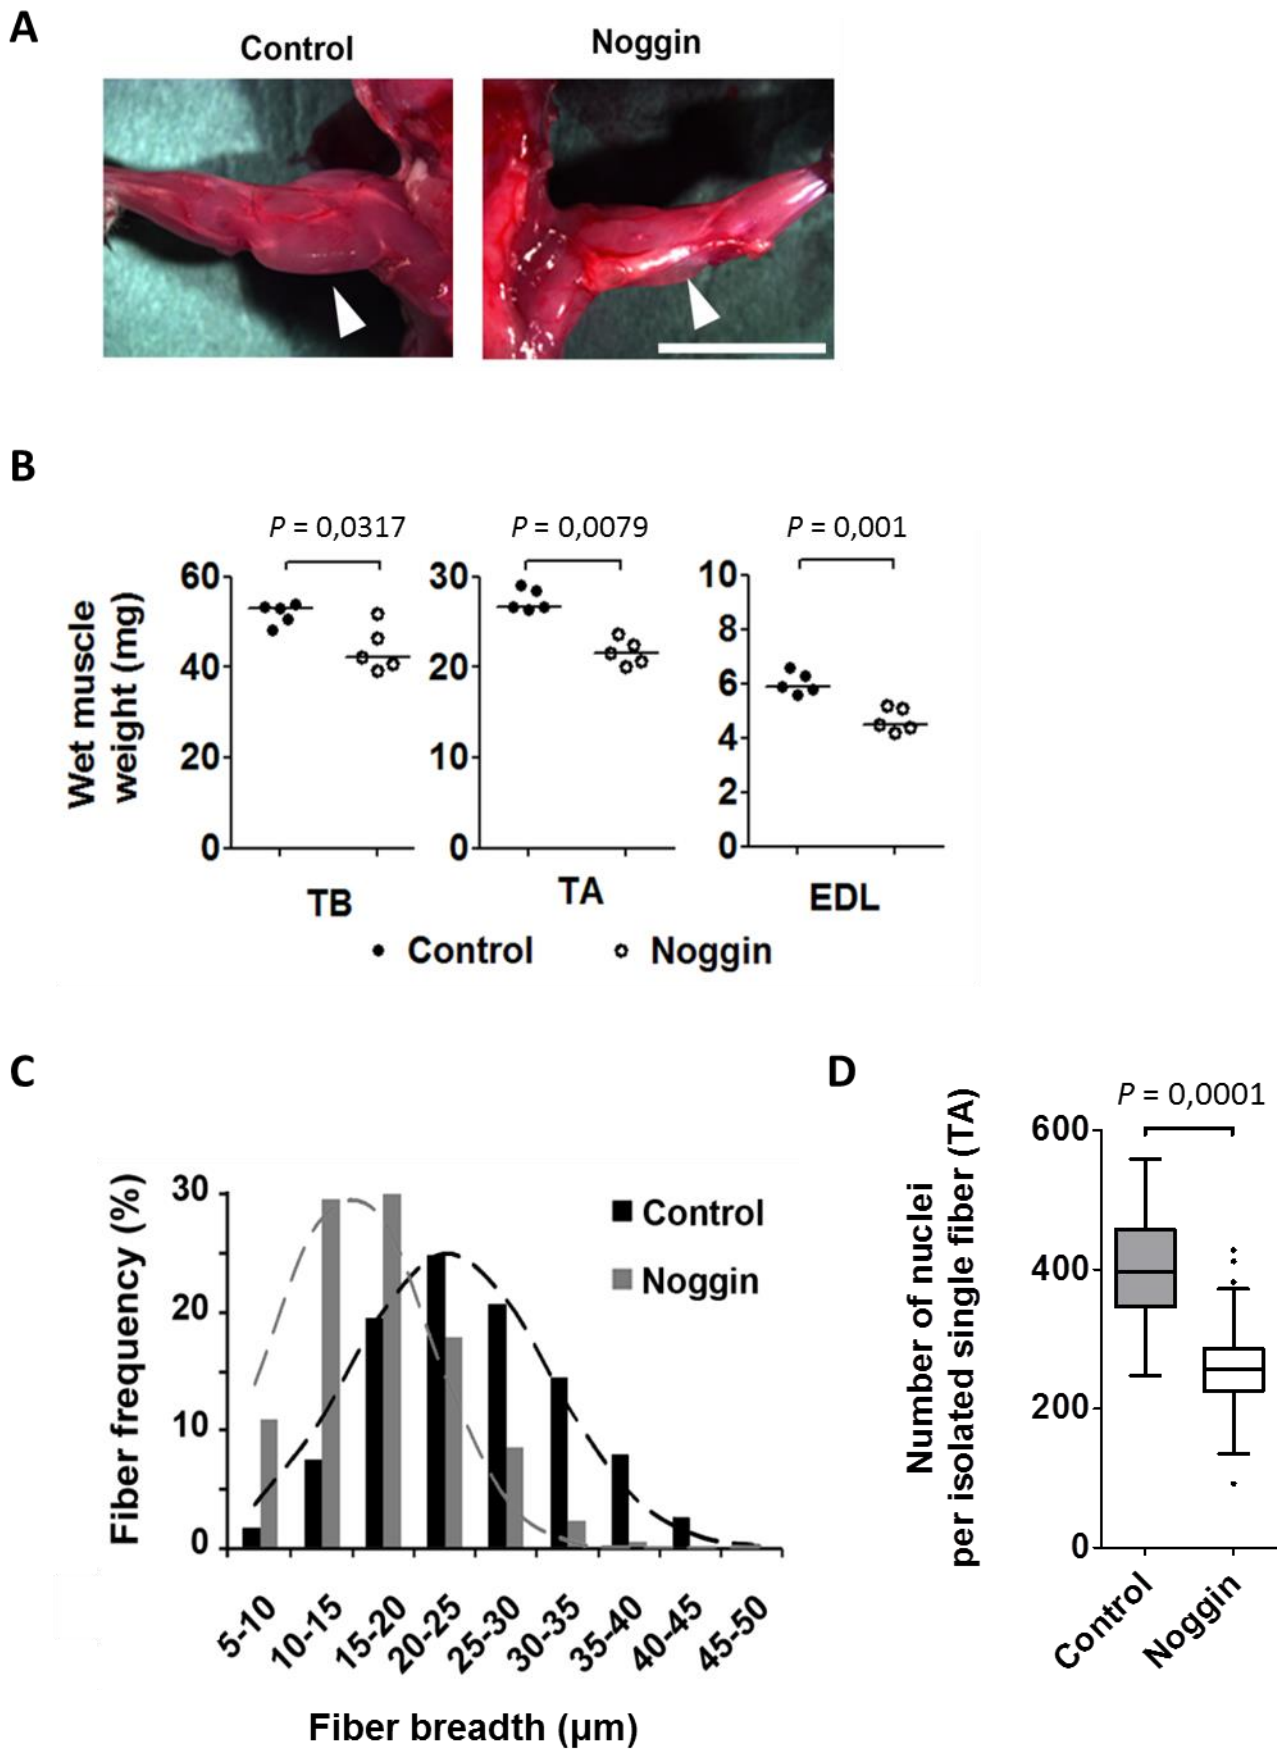 A
Control
Noggin
B
P = 0,0317
P = 0,0079
P = 0,001
Wet muscle
weight (mg)
60
40
20
0
30
20
10
0
10
8
6
4
2
0
TB
TA
EDL
Control
Noggin
C
Fiber frequency (%)
30
20
10
0
Control
Noggin
5-10
10-15
15-20
20-25
25-30
30-35
35-40
40-45
45-50
Fiber breadth (µm)
D
P = 0,0001
Number of nuclei
per isolated single fiber (TA)
600
400
200
0
Control
Noggin